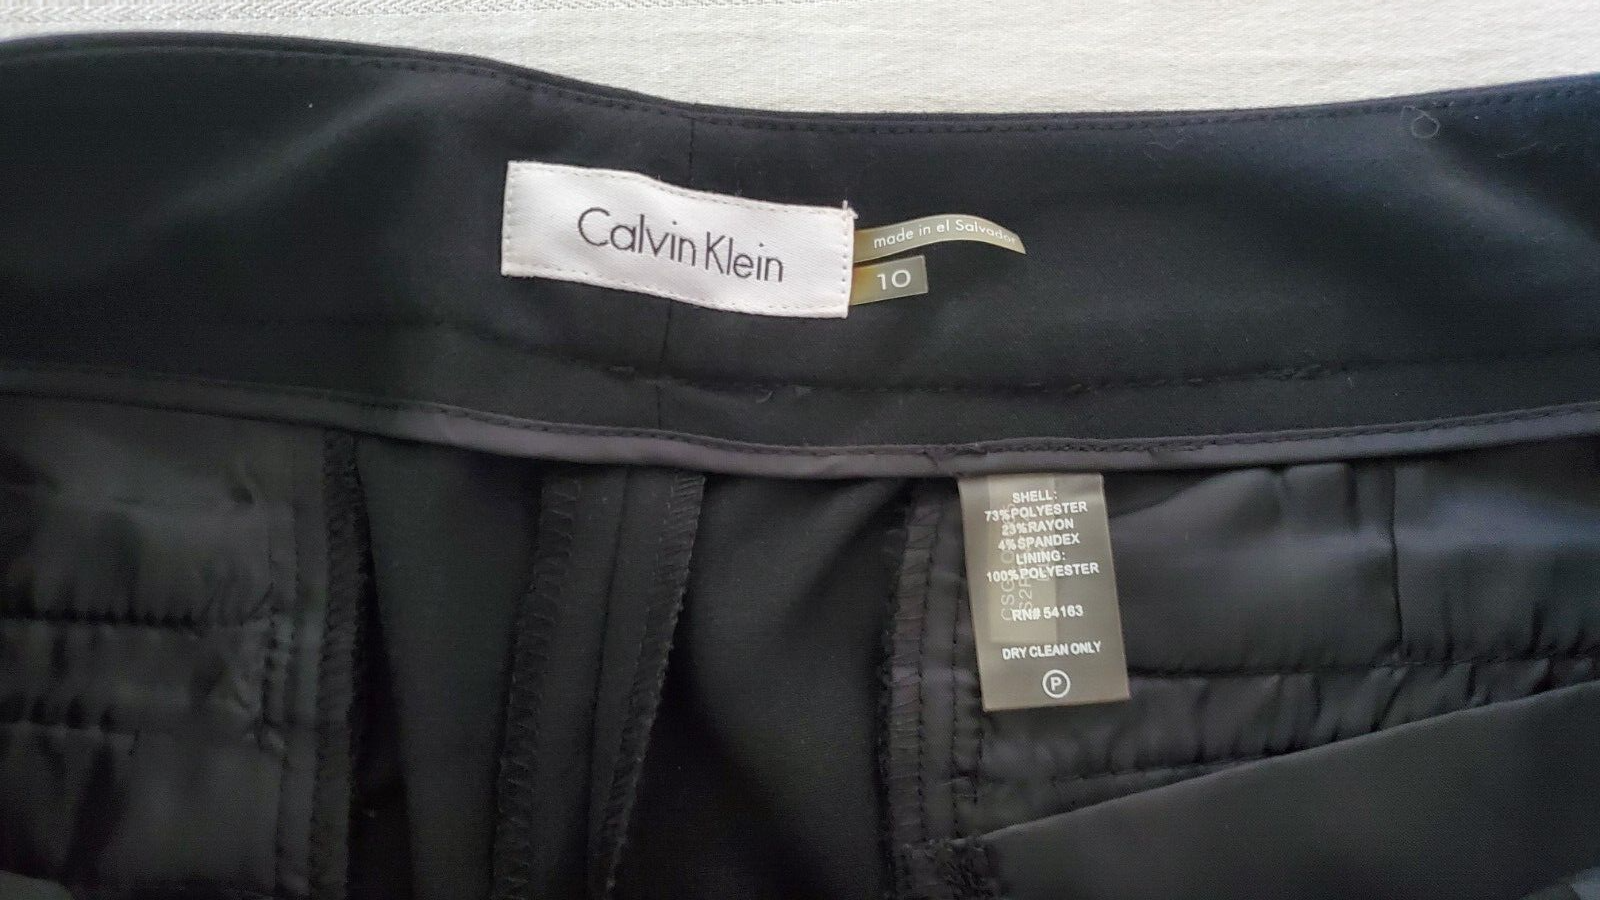 Calvin Klein
made in el Salvador
10
SHELL:
73%POLYESTER
23%RAYON
4%SPANDEX
LINING:
100%POLYESTER
RN# 54163
DRY CLEAN ONLY
P